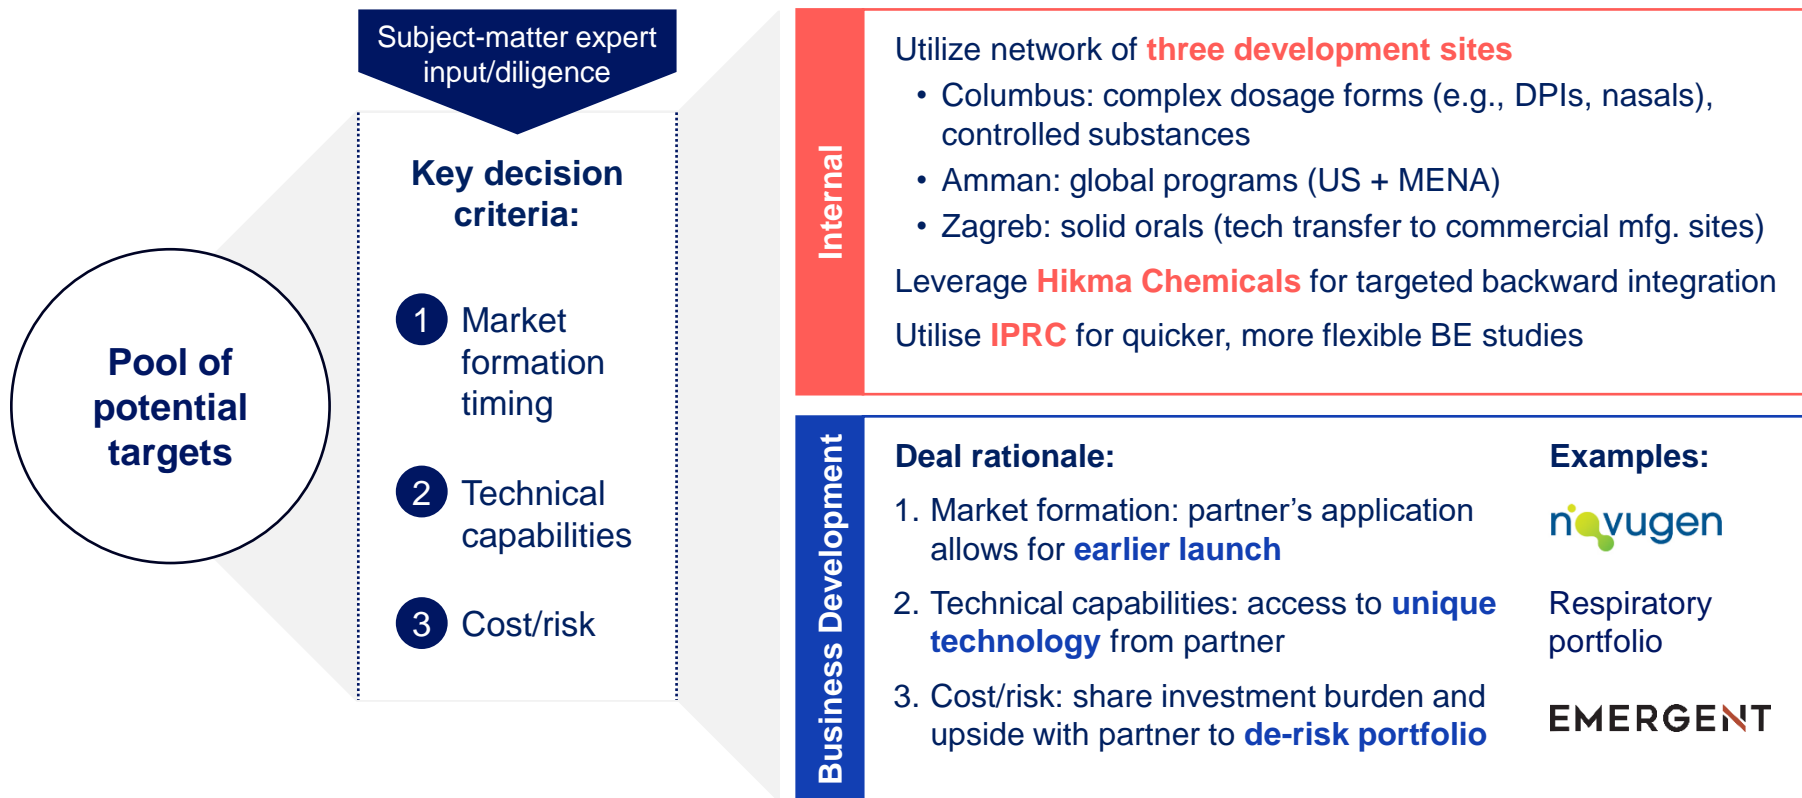 Subject-matter expert
input/diligence
Pool of
potential
targets
Key decision
criteria:
1 Market
formation
timing
2 Technical
capabilities
3 Cost/risk
Internal
Utilize network of three development sites
• Columbus: complex dosage forms (e.g., DPIs, nasals),
controlled substances
• Amman: global programs (US + MENA)
• Zagreb: solid orals (tech transfer to commercial mfg. sites)
Leverage Hikma Chemicals for targeted backward integration
Utilise IPRC for quicker, more flexible BE studies
Business Development
Deal rationale:
1. Market formation: partner's application
allows for earlier launch
2. Technical capabilities: access to unique
technology from partner
3. Cost/risk: share investment burden and
upside with partner to de-risk portfolio
Examples:
novugen
Respiratory
portfolio
EMERGENT